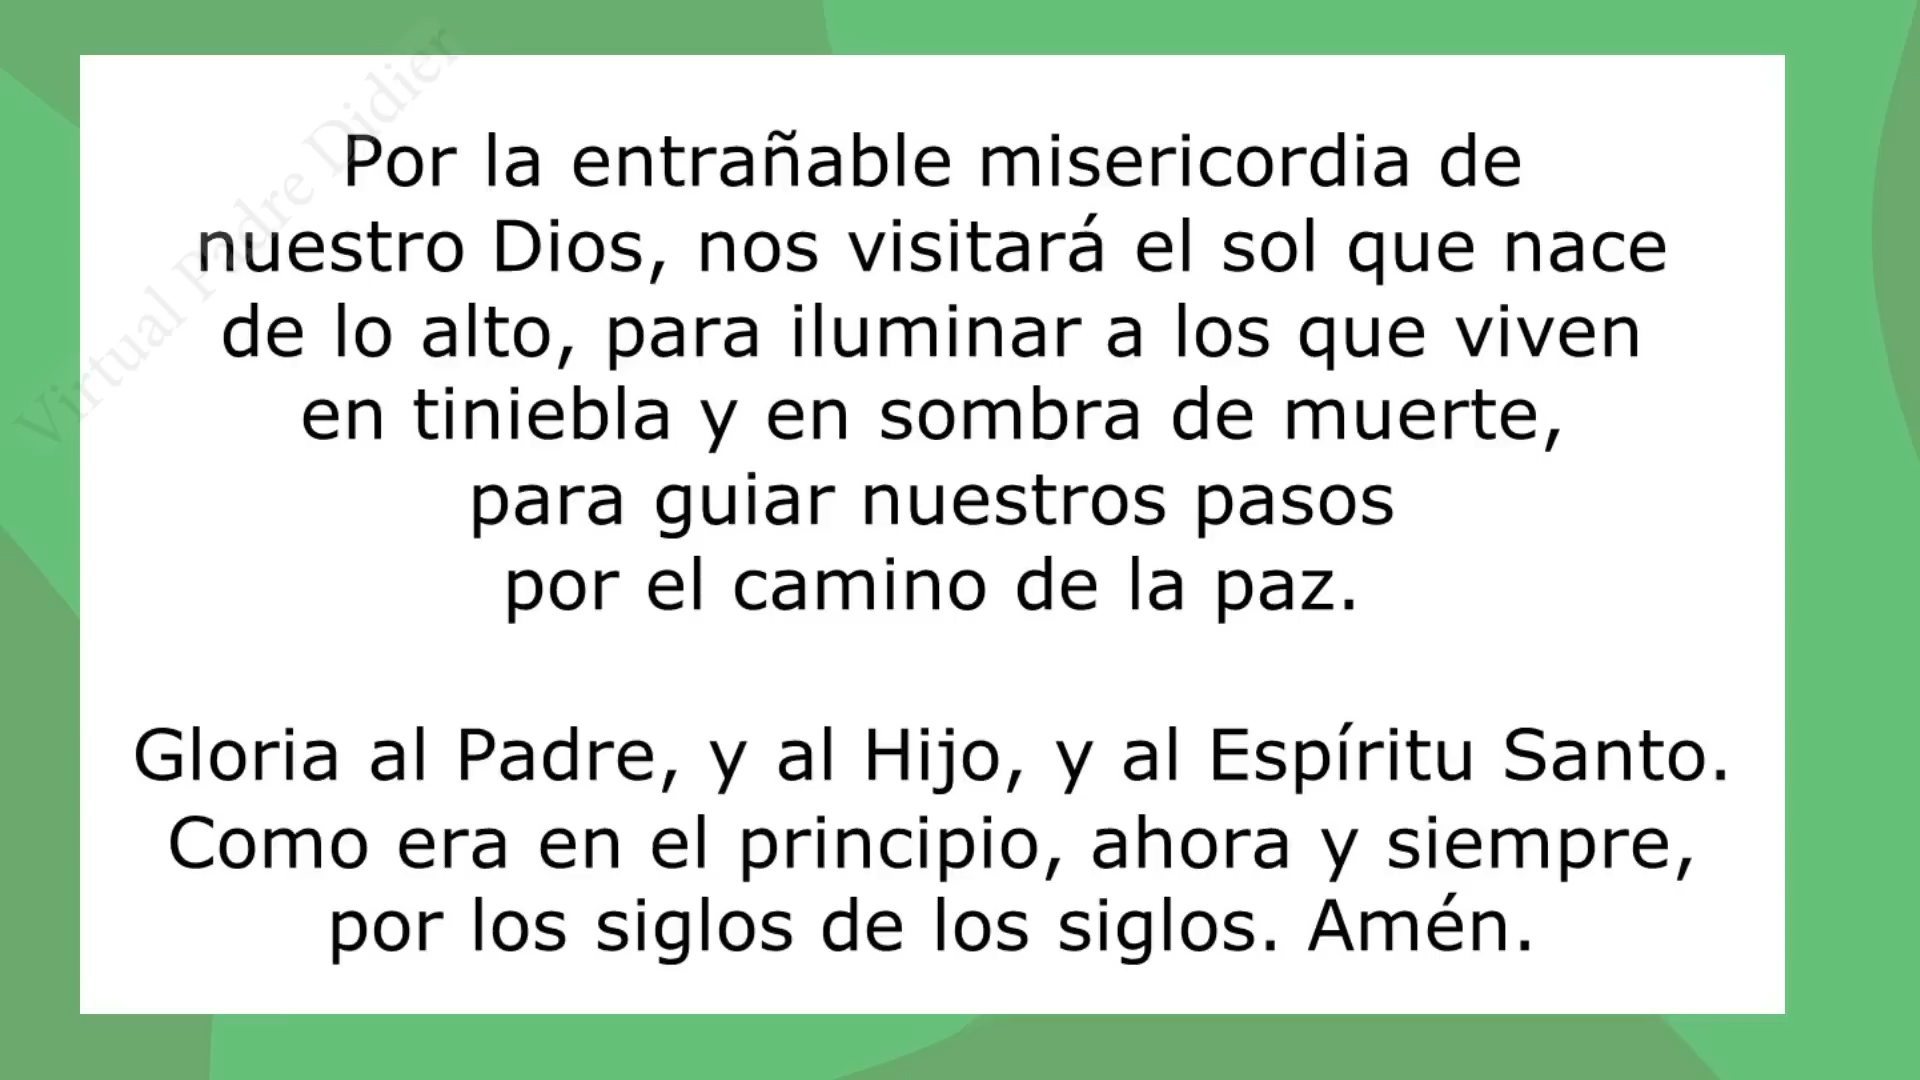 Virtual Padre Didier
Por la entrañable misericordia de
nuestro Dios, nos visitará el sol que nace
de lo alto, para iluminar a los que viven
en tiniebla y en sombra de muerte,
para guiar nuestros pasos
por el camino de la paz.
Gloria al Padre, y al Hijo, y al Espíritu Santo.
Como era en el principio, ahora y siempre,
por los siglos de los siglos. Amén.